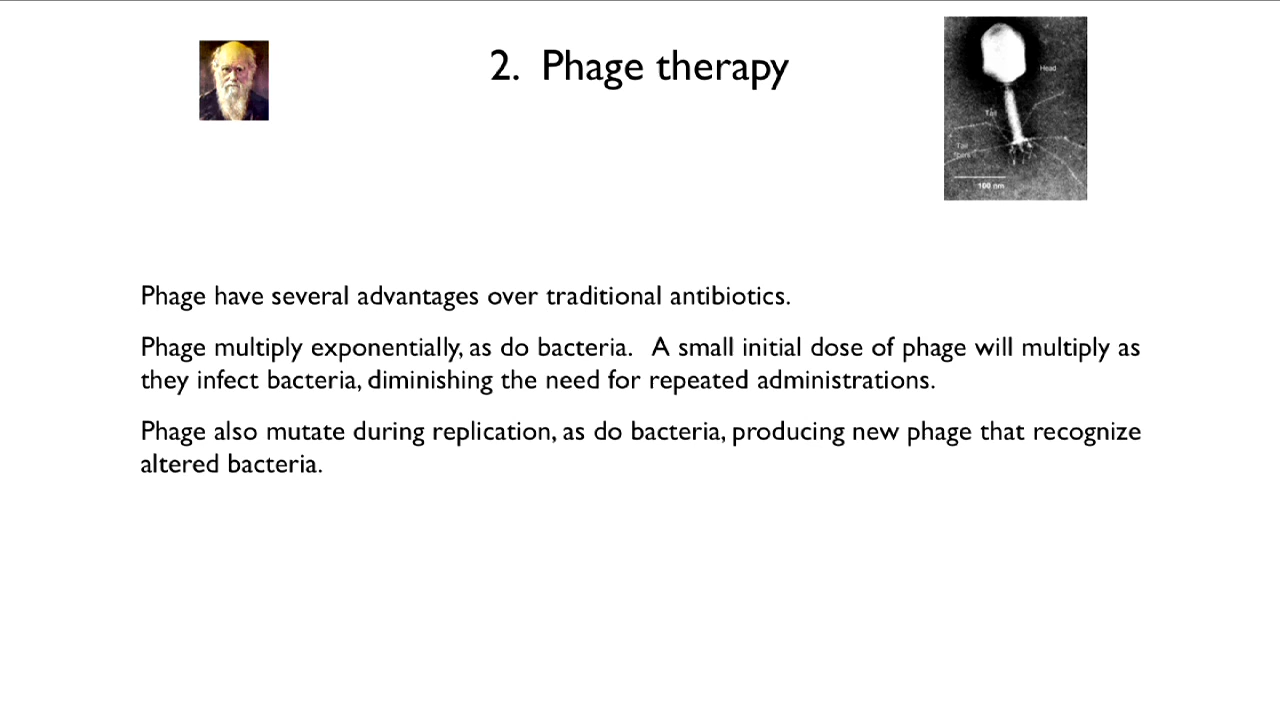 2. Phage therapy
Head
Tail
Tail
fibers
100 nm
Phage have several advantages over traditional antibiotics.
Phage multiply exponentially, as do bacteria. A small initial dose of phage will multiply as
they infect bacteria, diminishing the need for repeated administrations.
Phage also mutate during replication, as do bacteria, producing new phage that recognize
altered bacteria.